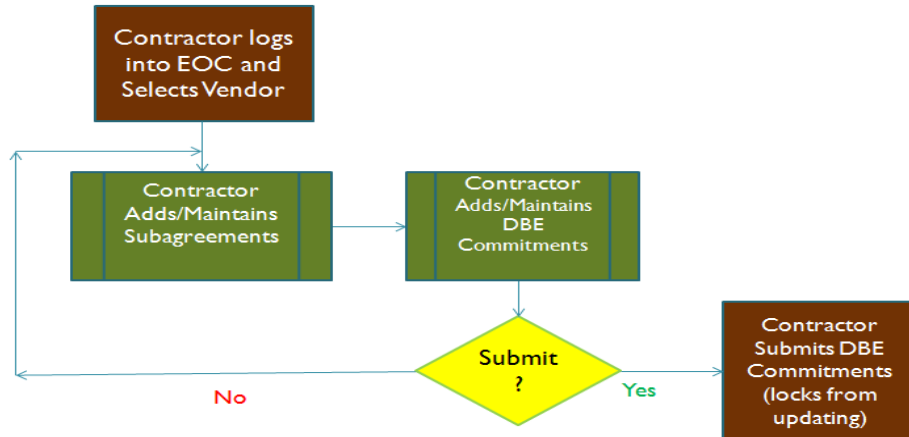 Contractor logs
into EOC and
Selects Vendor
Contractor
Adds/Maintains
Subagreements
Contractor
Adds/Maintains
DBE
Commitments
Submit
?
No
Yes
Contractor
Submits DBE
Commitments
(locks from
updating)